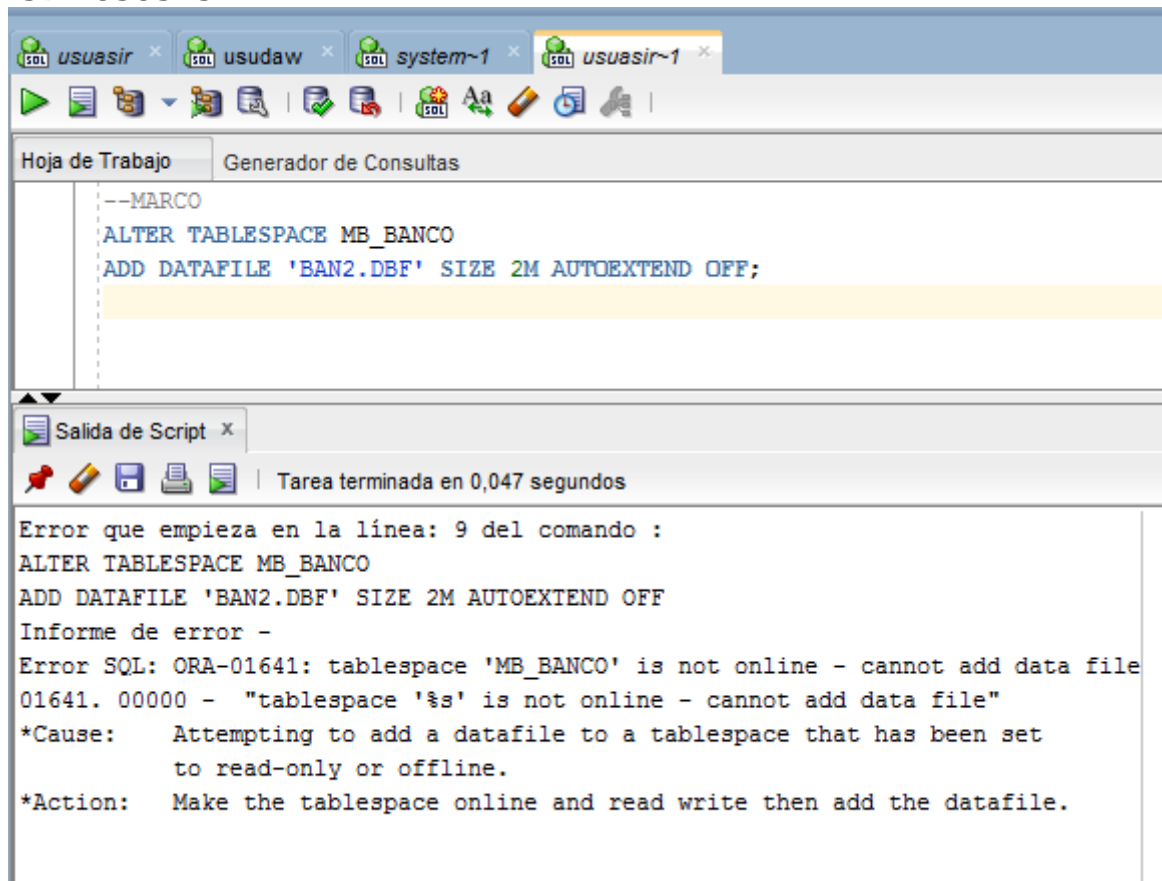 usuasir usudaw system~1 usuasir~1
Hoja de Trabajo Generador de Consultas
--MARCO
ALTER TABLESPACE MB_BANCO
ADD DATAFILE 'BAN2.DBF' SIZE 2M AUTOEXTEND OFF;
Salida de Script x
Tarea terminada en 0,047 segundos
Error que empieza en la línea: 9 del comando :
ALTER TABLESPACE MB_BANCO
ADD DATAFILE 'BAN2.DBF' SIZE 2M AUTOEXTEND OFF
Informe de error -
Error SQL: ORA-01641: tablespace 'MB_BANCO' is not online - cannot add data file
01641. 00000 - "tablespace '%s' is not online - cannot add data file"
*Cause: Attempting to add a datafile to a tablespace that has been set
to read-only or offline.
*Action: Make the tablespace online and read write then add the datafile.